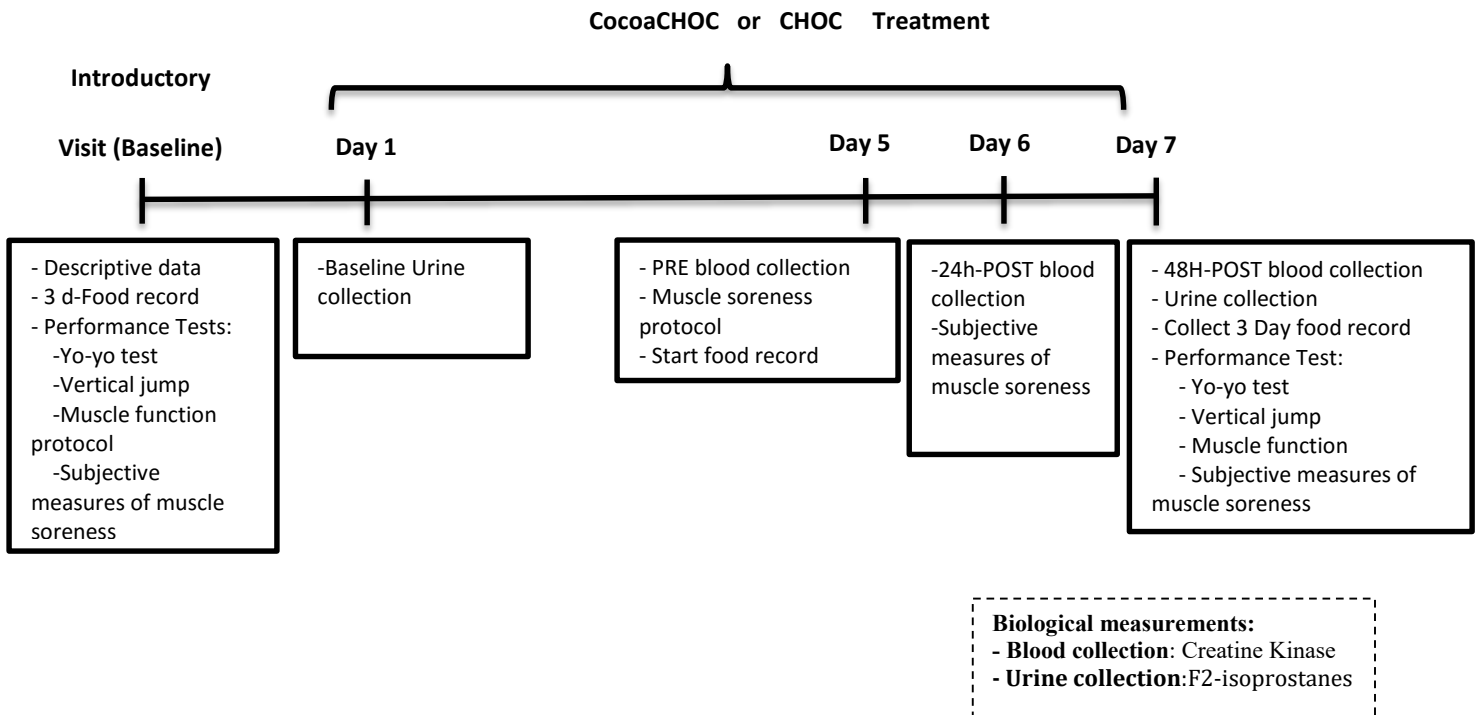 CocoaCHOC or CHOC Treatment
Introductory
Visit (Baseline)
Day 1
Day 5
Day 6
Day 7
- Descriptive data
- 3 d-Food record
- Performance Tests:
-Yo-yo test
-Vertical jump
-Muscle function
protocol
-Subjective
measures of muscle
soreness
-Baseline Urine
collection
- PRE blood collection
- Muscle soreness
protocol
- Start food record
-24h-POST blood
collection
-Subjective
measures of
muscle soreness
- 48H-POST blood collection
- Urine collection
- Collect 3 Day food record
- Performance Test:
- Yo-yo test
- Vertical jump
- Muscle function
- Subjective measures of
muscle soreness
Biological measurements:
- Blood collection: Creatine Kinase
- Urine collection:F2-isoprostanes